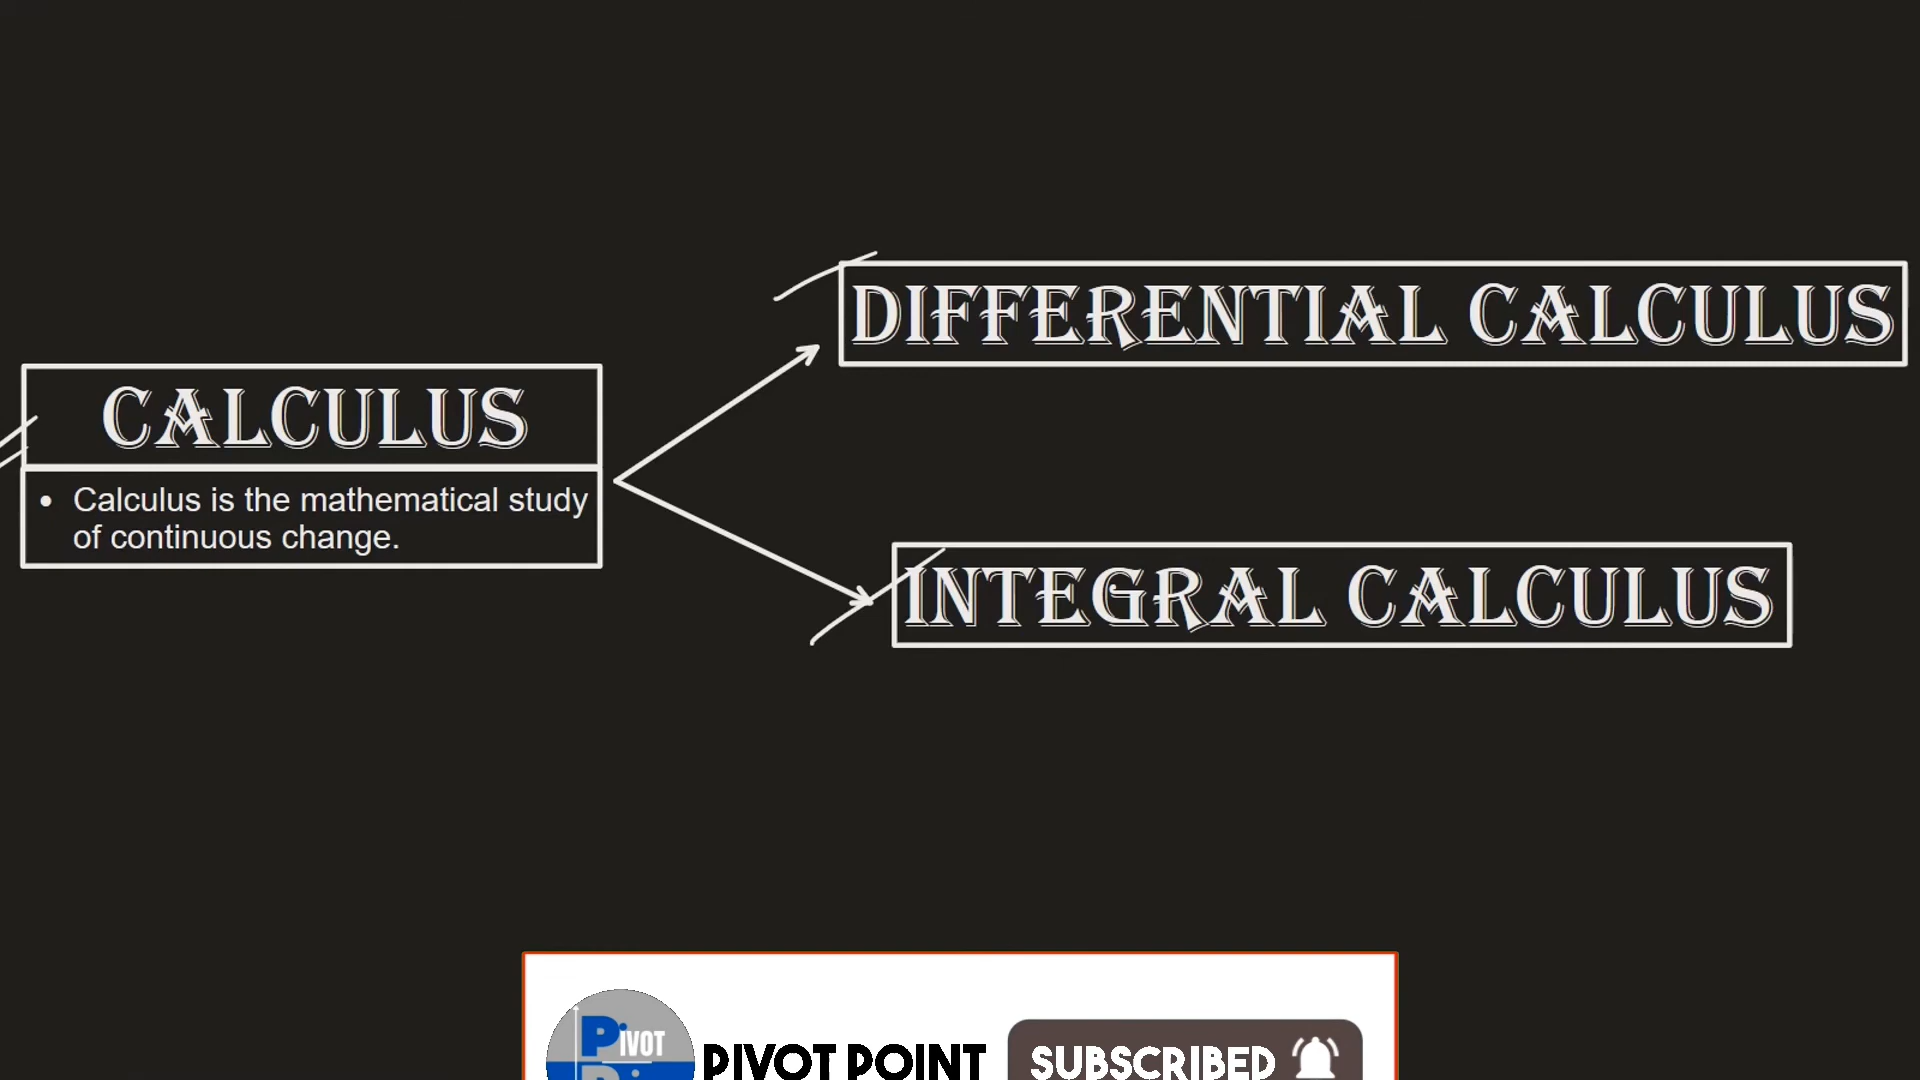 DIFFERENTIAL CALCULUS
CALCULUS
• Calculus is the mathematical study
of continuous change.
INTEGRAL CALCULUS
PIVOT
PIVOT POINT
SUBSCRIBED